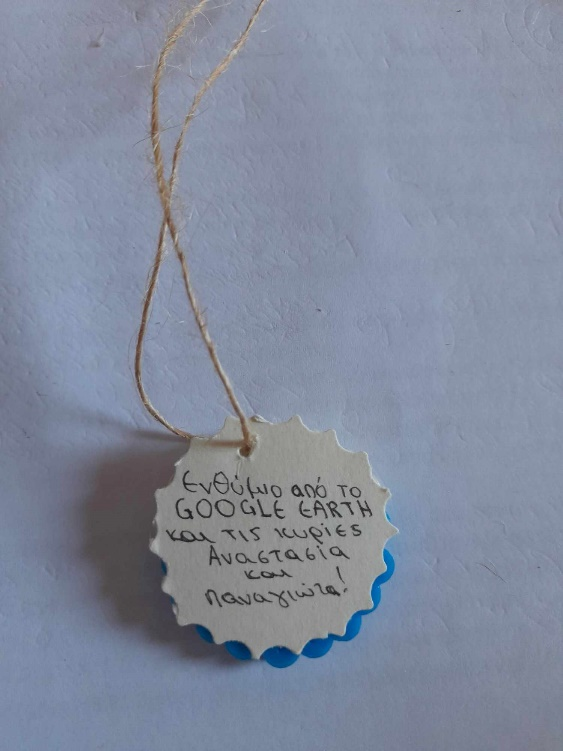 Ενθύμιο από το
GOOGLE EARTH
και τις κυρίες
Αναστασία
και
Παναγιώτα!